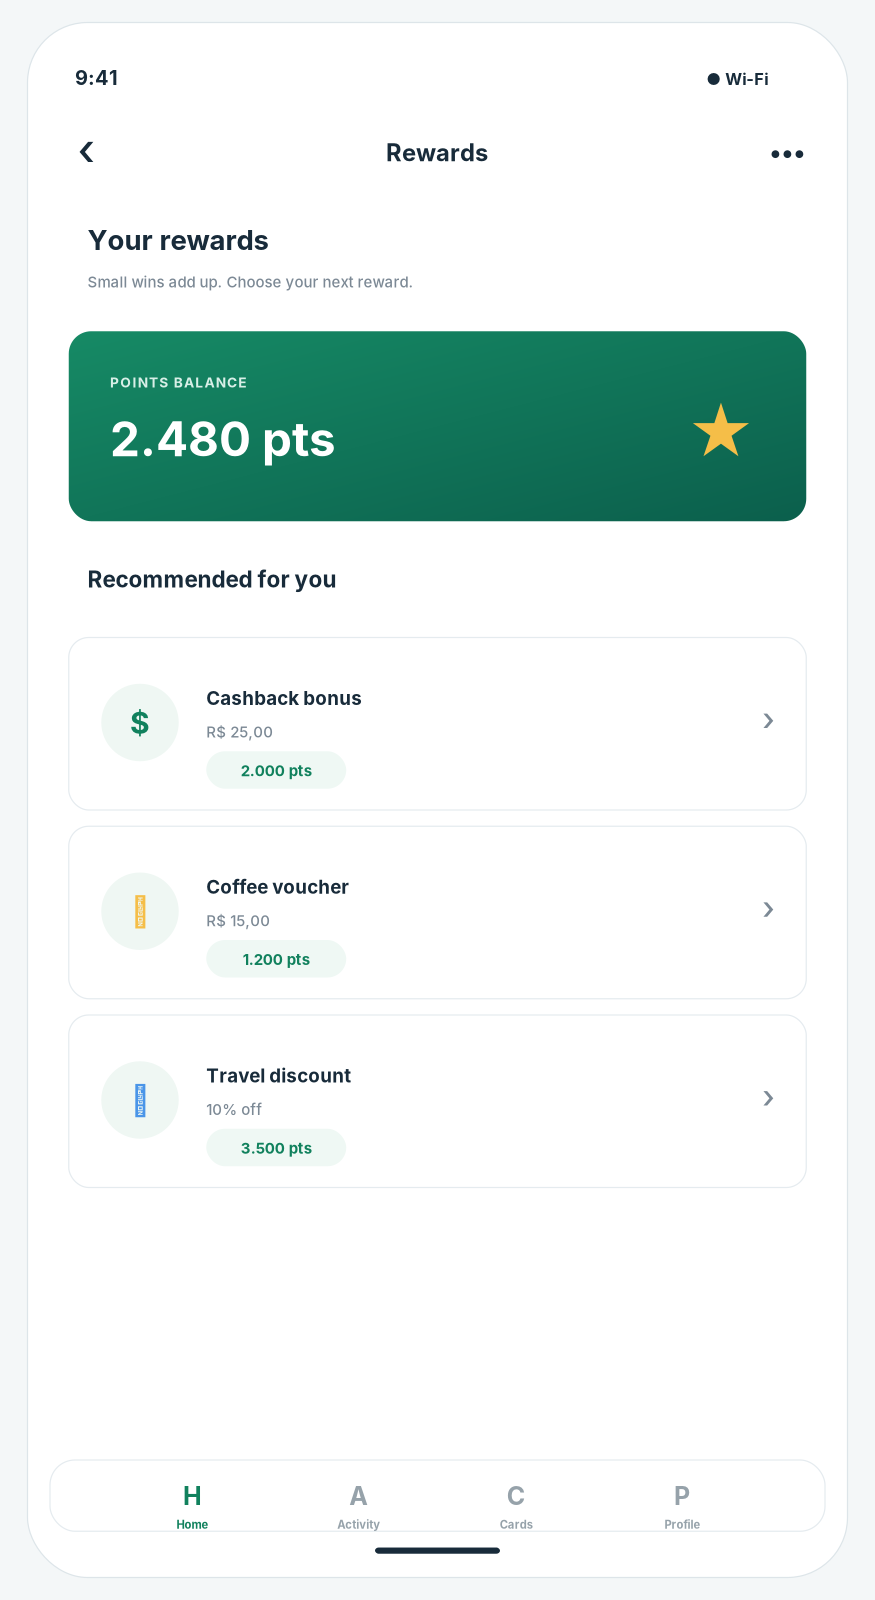 9:41
Wi-Fi
Rewards
Your rewards
Small wins add up. Choose your next reward.
POINTS BALANCE
2.480 pts
Recommended for you
$
Cashback bonus
R$ 25,00
2.000 pts
Coffee voucher
R$ 15,00
1.200 pts
Travel discount
10% off
3.500 pts
H
A
C
P
Home
Activity
Cards
Profile